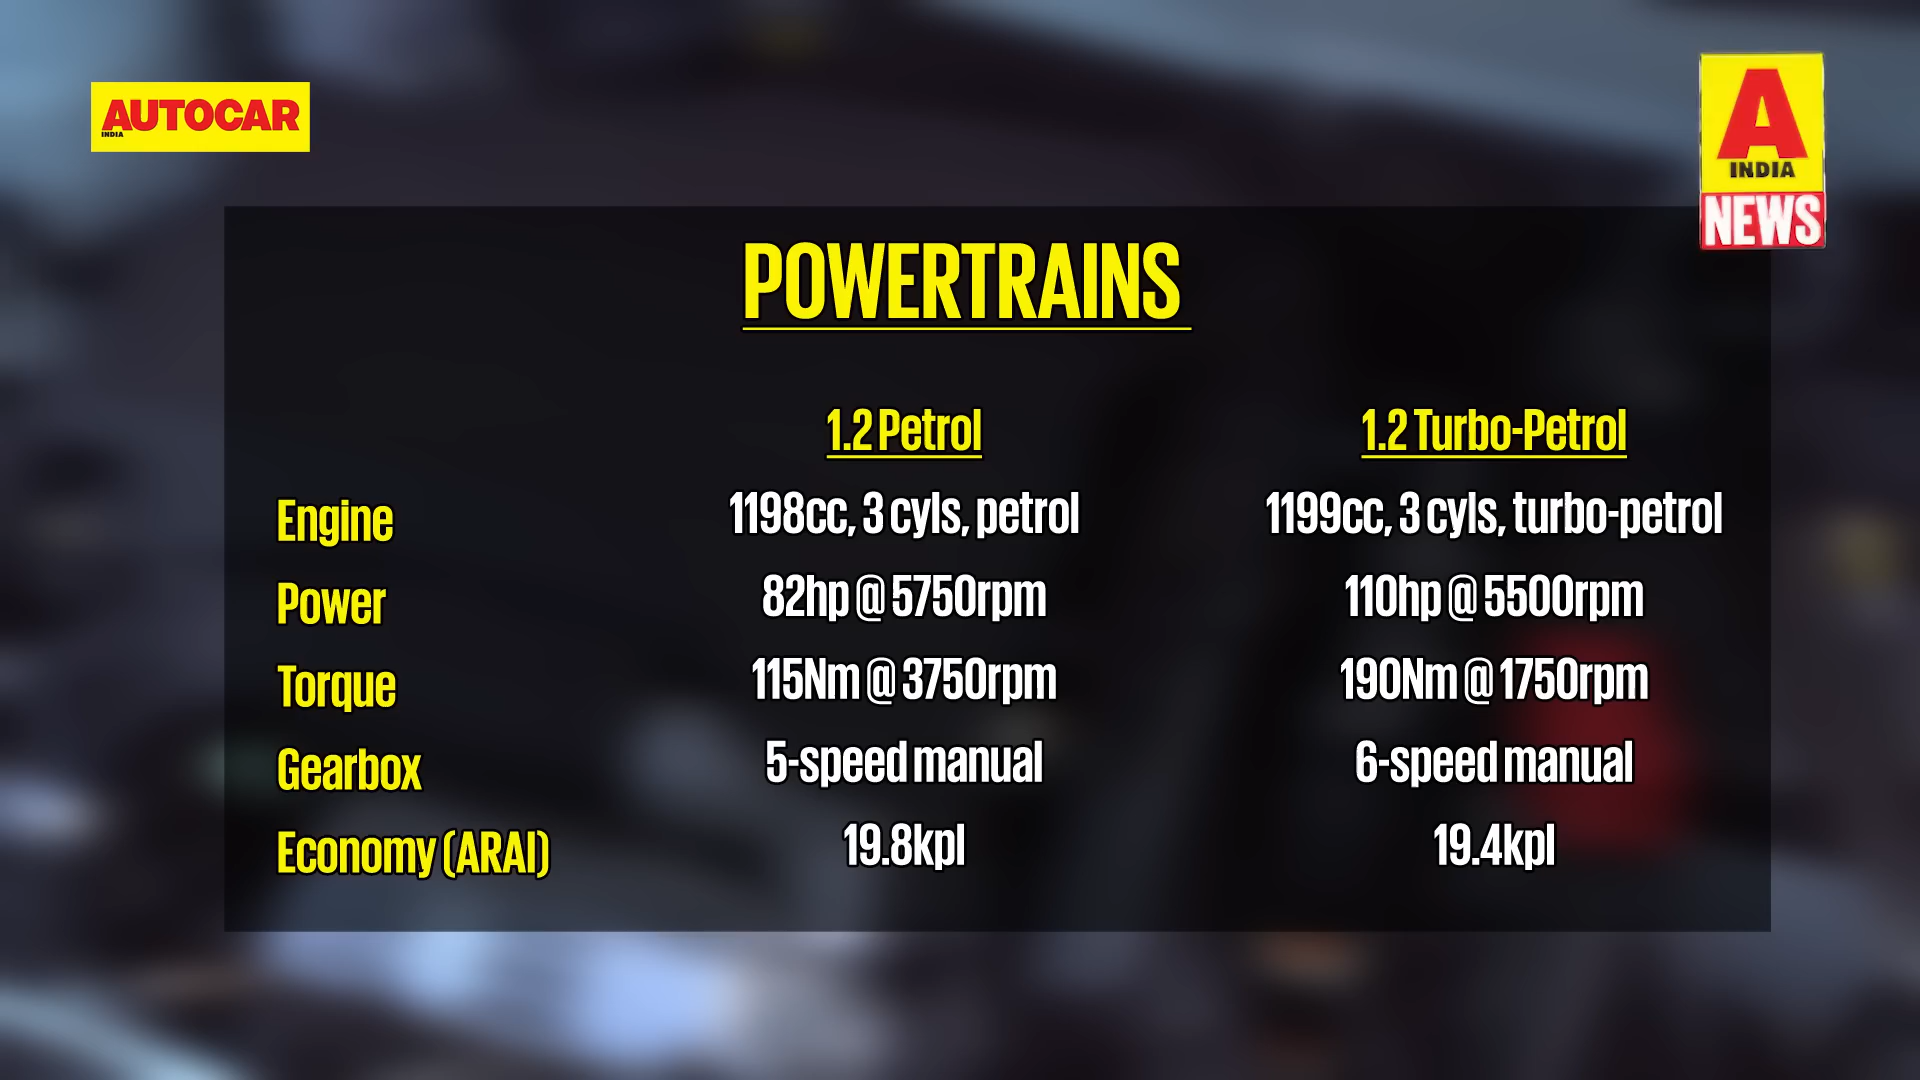 AUTOCAR
INDIA
A
INDIA
NEWS
POWERTRAINS
1.2 Petrol 1.2 Turbo-Petrol
Engine 1198cc, 3 cyls, petrol 1199cc, 3 cyls, turbo-petrol
Power 82hp @ 5750rpm 110hp @ 5500rpm
Torque 115Nm @ 3750rpm 190Nm @ 1750rpm
Gearbox 5-speed manual 6-speed manual
Economy (ARAI) 19.8kpl 19.4kpl